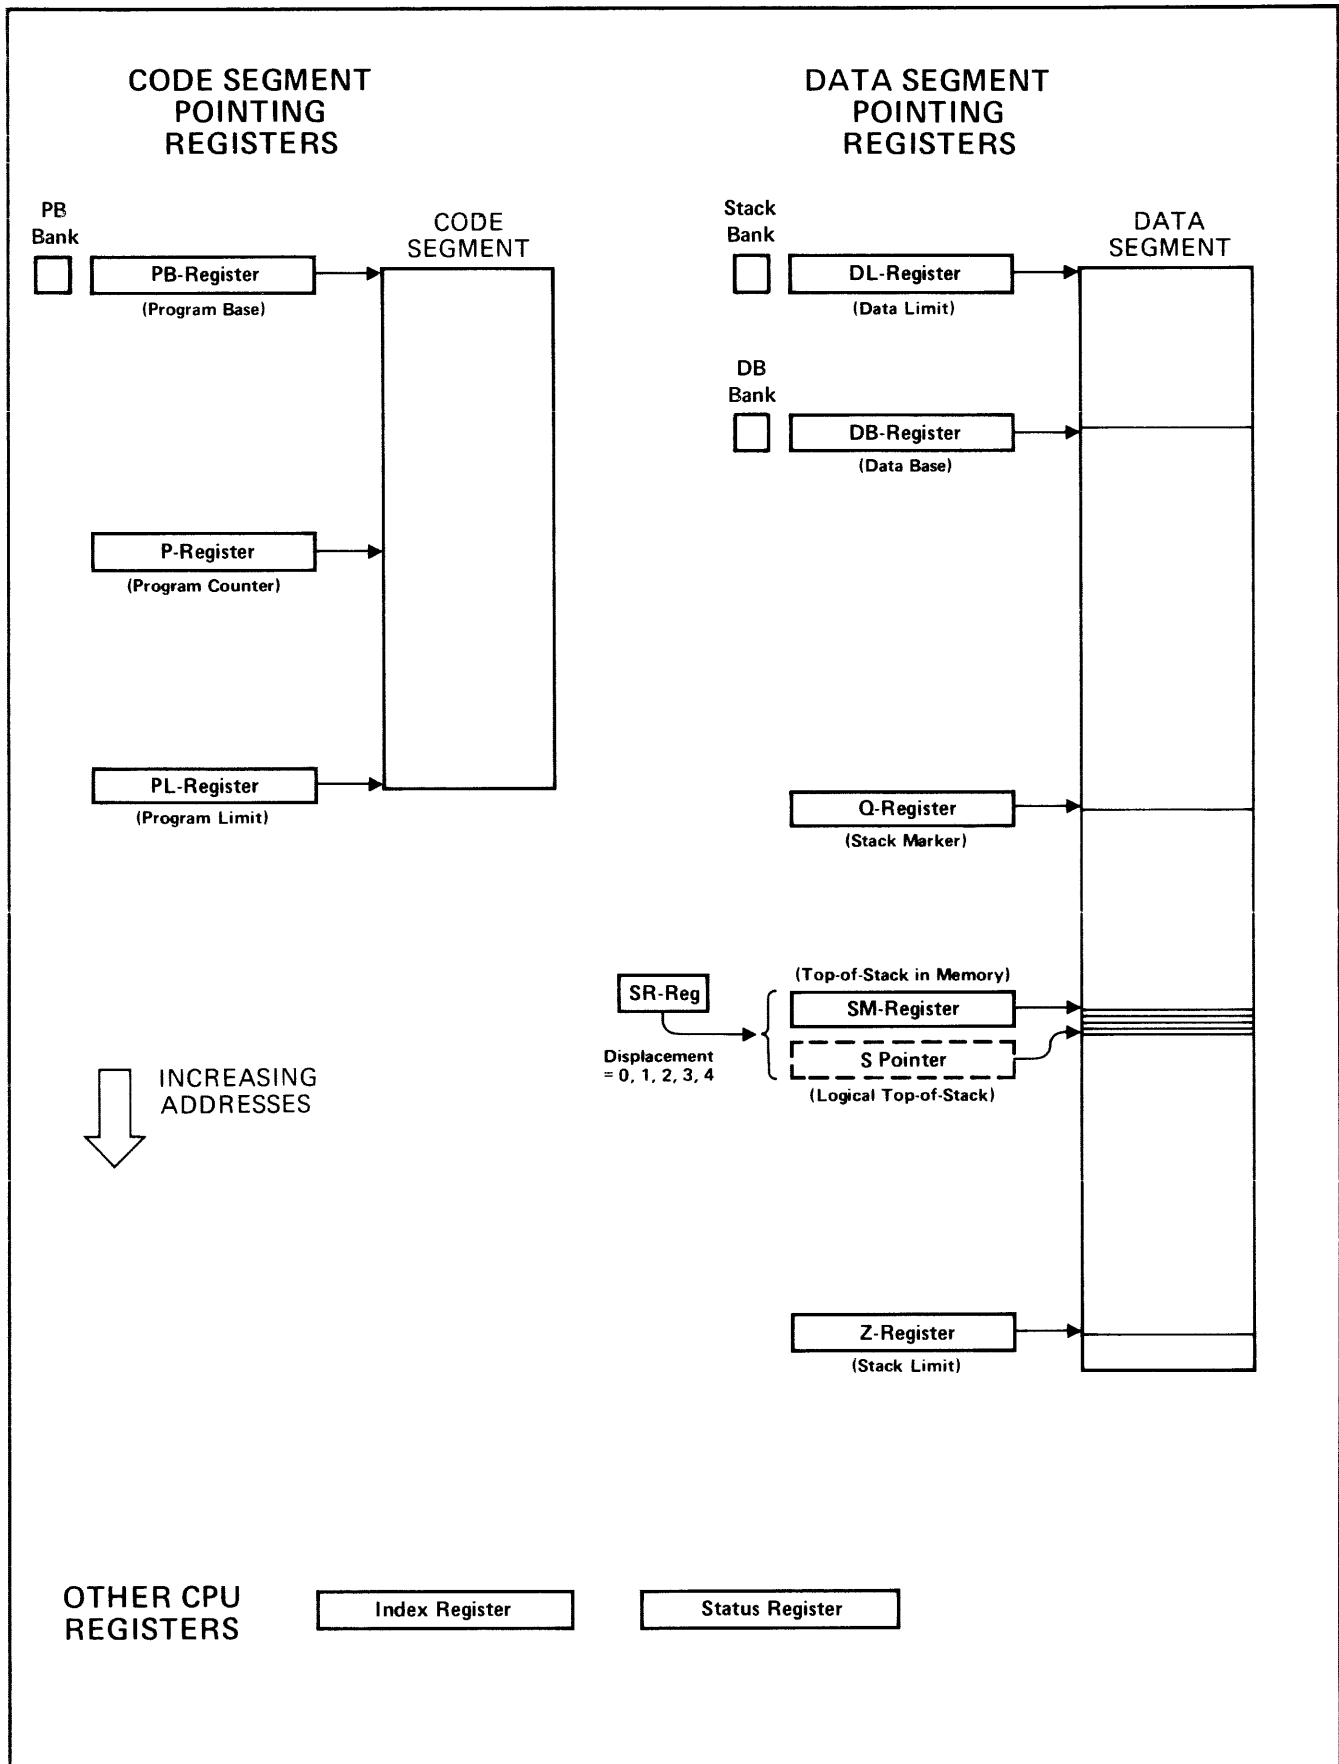 CODE SEGMENT
POINTING
REGISTERS
PB
Bank
PB-Register
(Program Base)
CODE
SEGMENT
P-Register
(Program Counter)
PL-Register
(Program Limit)
INCREASING
ADDRESSES
DATA SEGMENT
POINTING
REGISTERS
Stack
Bank
DL-Register
(Data Limit)
DATA
SEGMENT
DB
Bank
DB-Register
(Data Base)
Q-Register
(Stack Marker)
(Top-of-Stack in Memory)
SR-Reg
SM-Register
Displacement
= 0, 1, 2, 3, 4
S Pointer
(Logical Top-of-Stack)
Z-Register
(Stack Limit)
OTHER CPU
REGISTERS
Index Register
Status Register